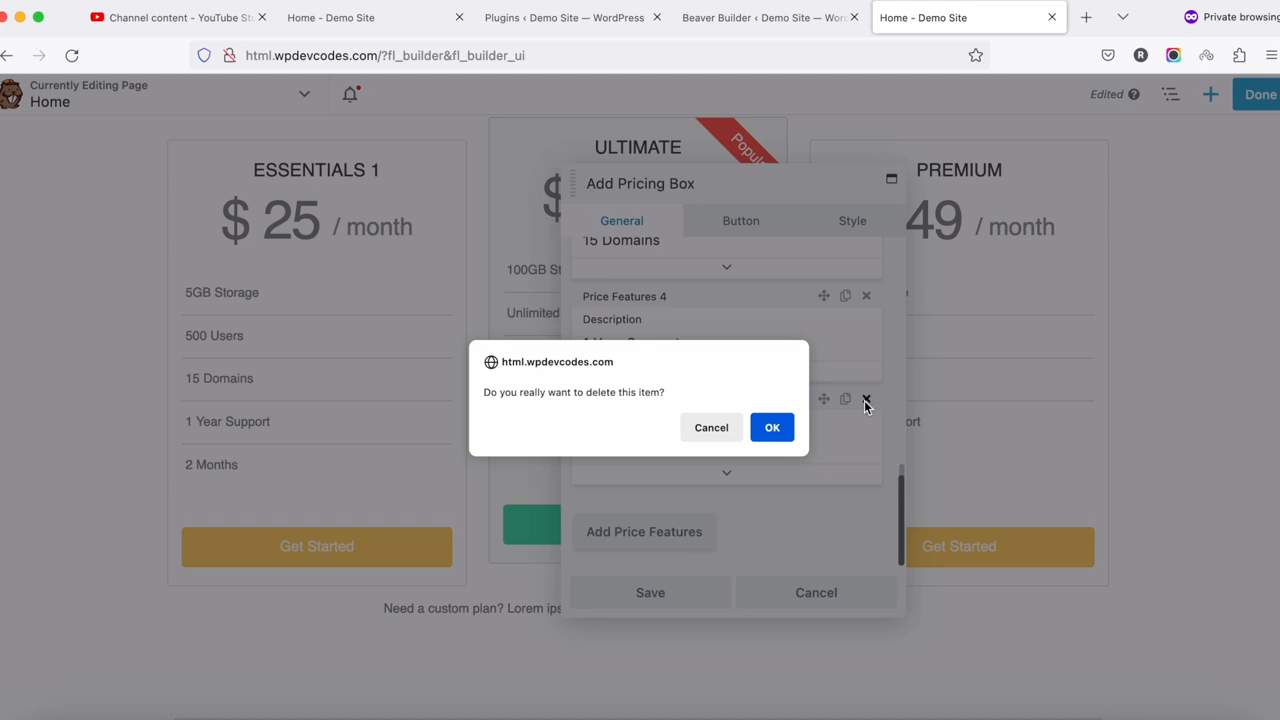 Channel content - YouTube St
Home - Demo Site
Plugins ‹ Demo Site — WordPress
Beaver Builder ‹ Demo Site — Wor
Home - Demo Site
Private browsing
html.wpdevcodes.com/?fl_builder&fl_builder_ui
Currently Editing Page
Home
Edited
Done
ESSENTIALS 1
$ 25 / month
5GB Storage
500 Users
15 Domains
1 Year Support
2 Months
Get Started
ULTIMATE
Popul
$
100GB St
Unlimited
PREMIUM
49 / month
ort
Get Started
Need a custom plan? Lorem ips
Add Pricing Box
General
Button
Style
15 Domains
Price Features 4
Description
Add Price Features
Save
Cancel
html.wpdevcodes.com
Do you really want to delete this item?
Cancel
OK